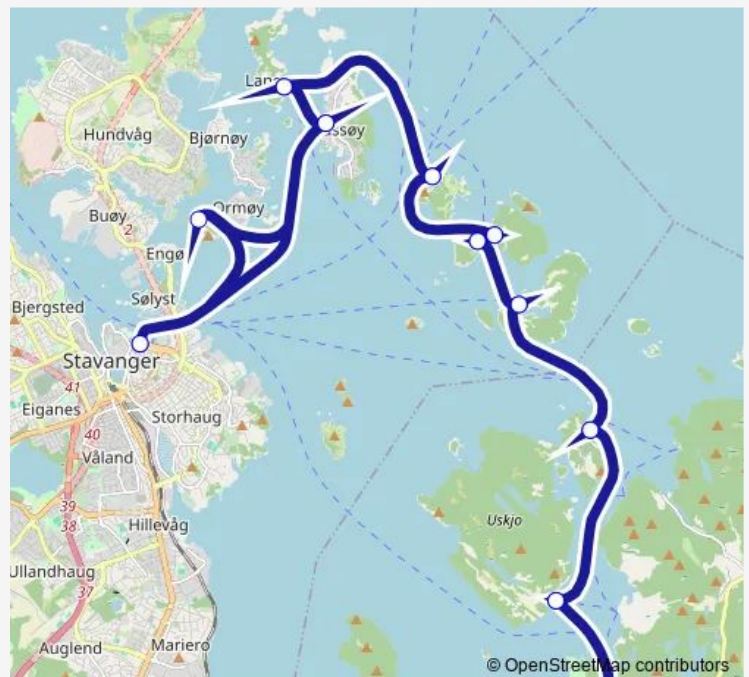 Hundvåg
Bjørnøy
Ormøy
Buøy
2
Engø
Sølyst
Bjergsted
Stavanger
41
Eiganes
Storhaug
40
Våland
39
38
Hillevåg
Uskjo
Ullandhaug
37
Mariero
Auglend
© OpenStreetMap contributors